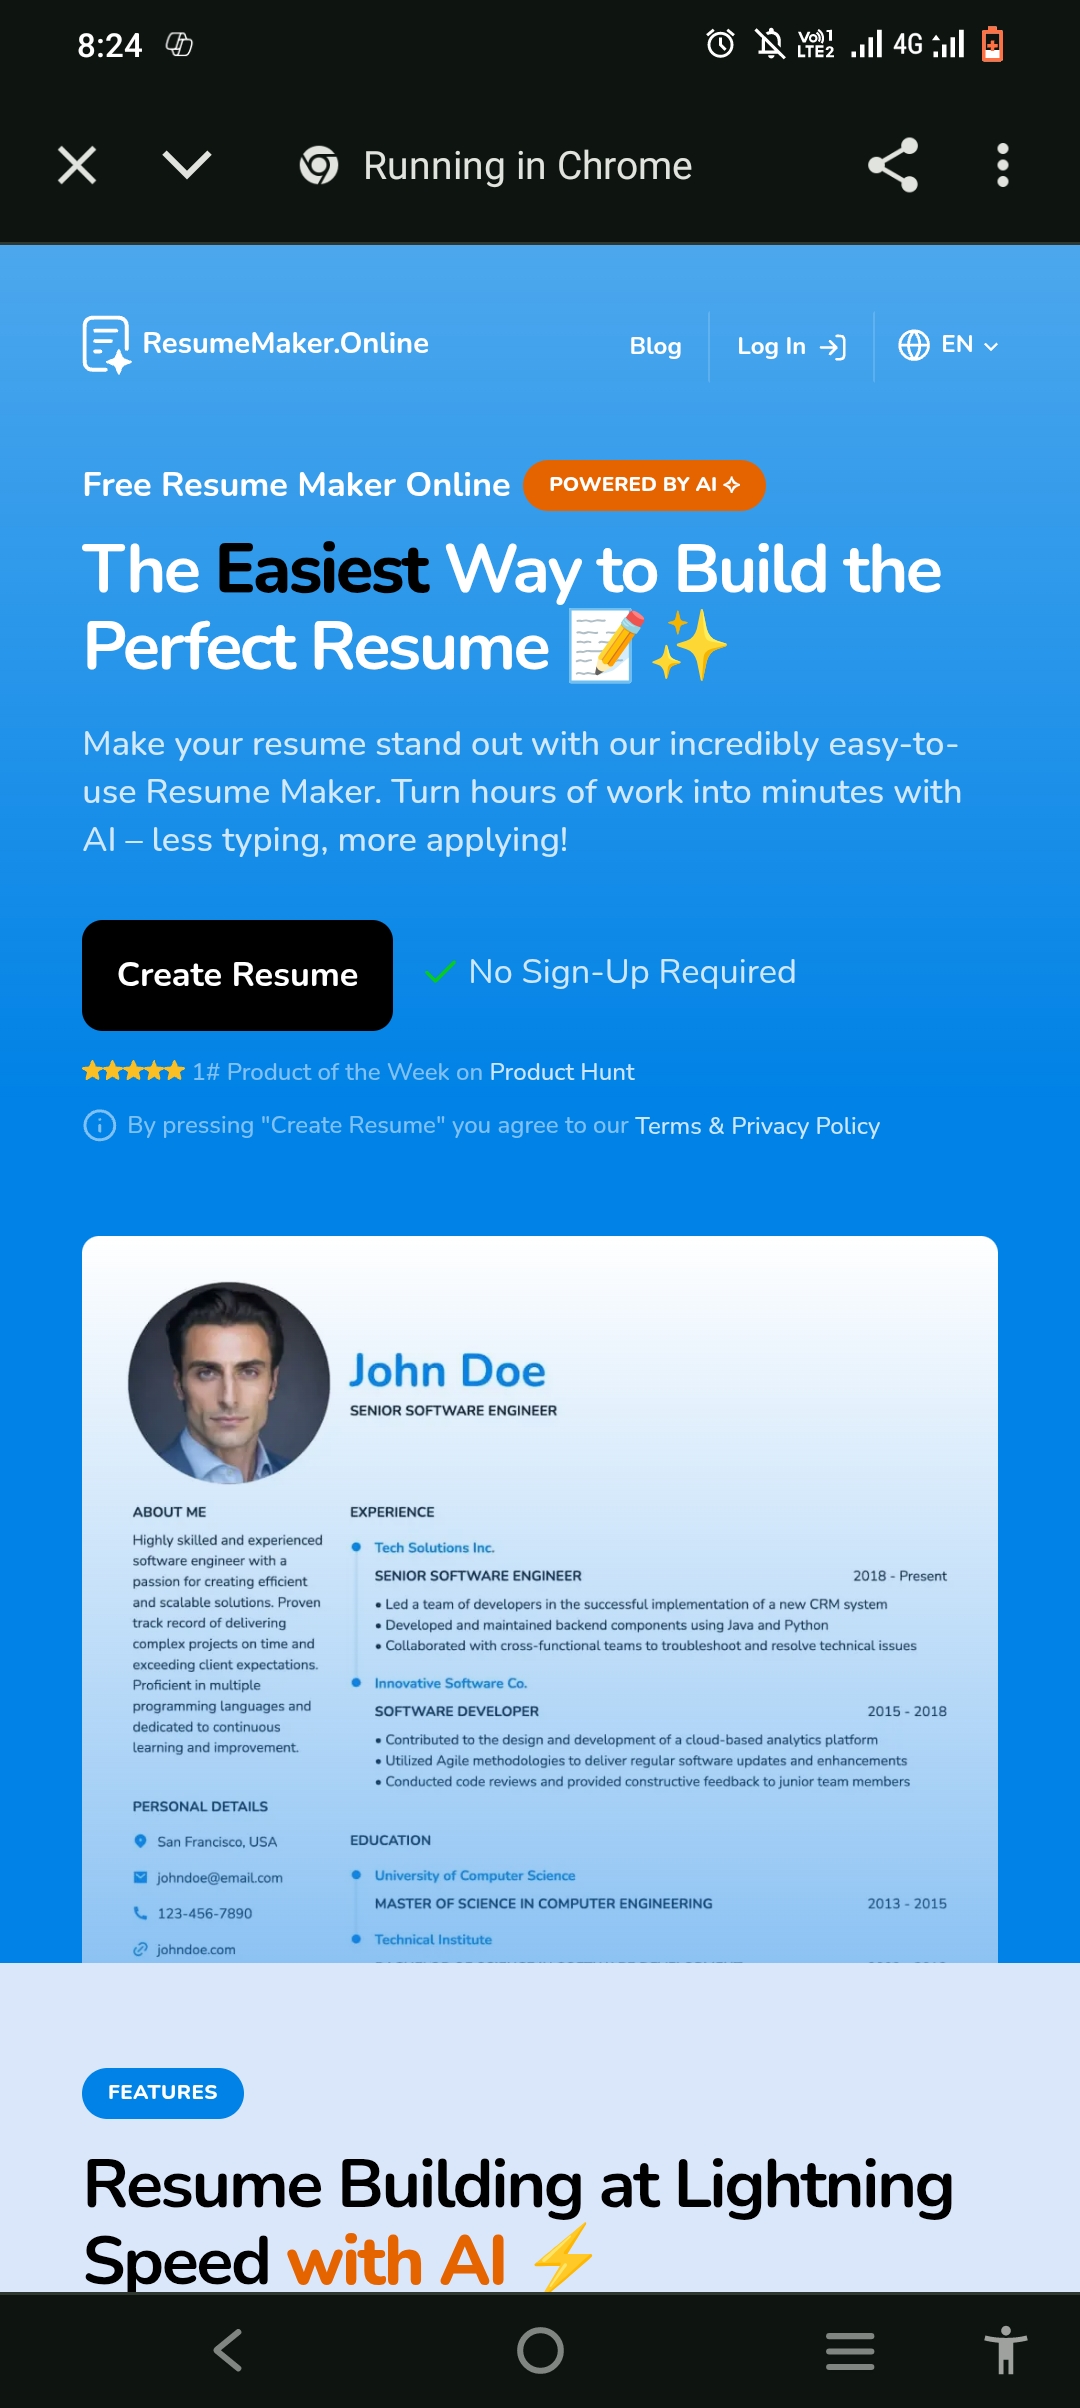 8:24
Vo))1 LTE2 4G
Running in Chrome
ResumeMaker.Online
Blog
Log In
EN
Free Resume Maker Online
POWERED BY AI
The Easiest Way to Build the
Perfect Resume 📝✨
Make your resume stand out with our incredibly easy-to-
use Resume Maker. Turn hours of work into minutes with
AI – less typing, more applying!
Create Resume
No Sign-Up Required
1# Product of the Week on Product Hunt
By pressing "Create Resume" you agree to our Terms & Privacy Policy
John Doe
SENIOR SOFTWARE ENGINEER
ABOUT ME
Highly skilled and experienced
software engineer with a
passion for creating efficient
and scalable solutions. Proven
track record of delivering
complex projects on time and
exceeding client expectations.
Proficient in multiple
programming languages and
dedicated to continuous
learning and improvement.
PERSONAL DETAILS
San Francisco, USA
johndoe@email.com
123-456-7890
johndoe.com
EXPERIENCE
Tech Solutions Inc.
SENIOR SOFTWARE ENGINEER 2018 - Present
• Led a team of developers in the successful implementation of a new CRM system
• Developed and maintained backend components using Java and Python
• Collaborated with cross-functional teams to troubleshoot and resolve technical issues
Innovative Software Co.
SOFTWARE DEVELOPER 2015 - 2018
• Contributed to the design and development of a cloud-based analytics platform
• Utilized Agile methodologies to deliver regular software updates and enhancements
• Conducted code reviews and provided constructive feedback to junior team members
EDUCATION
University of Computer Science
MASTER OF SCIENCE IN COMPUTER ENGINEERING 2013 - 2015
Technical Institute
FEATURES
Resume Building at Lightning
Speed with AI ⚡